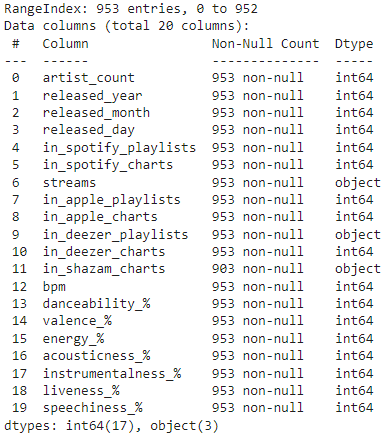 RangeIndex: 953 entries, 0 to 952
Data columns (total 20 columns):
 #   Column                Non-Null Count  Dtype
---  ------                --------------  -----
 0   artist_count          953 non-null    int64
 1   released_year         953 non-null    int64
 2   released_month        953 non-null    int64
 3   released_day          953 non-null    int64
 4   in_spotify_playlists  953 non-null    int64
 5   in_spotify_charts     953 non-null    int64
 6   streams               953 non-null    object
 7   in_apple_playlists    953 non-null    int64
 8   in_apple_charts       953 non-null    int64
 9   in_deezer_playlists   953 non-null    object
 10  in_deezer_charts      953 non-null    int64
 11  in_shazam_charts      903 non-null    object
 12  bpm                   953 non-null    int64
 13  danceability_%        953 non-null    int64
 14  valence_%             953 non-null    int64
 15  energy_%              953 non-null    int64
 16  acousticness_%        953 non-null    int64
 17  instrumentalness_%    953 non-null    int64
 18  liveness_%            953 non-null    int64
 19  speechiness_%         953 non-null    int64
dtypes: int64(17), object(3)